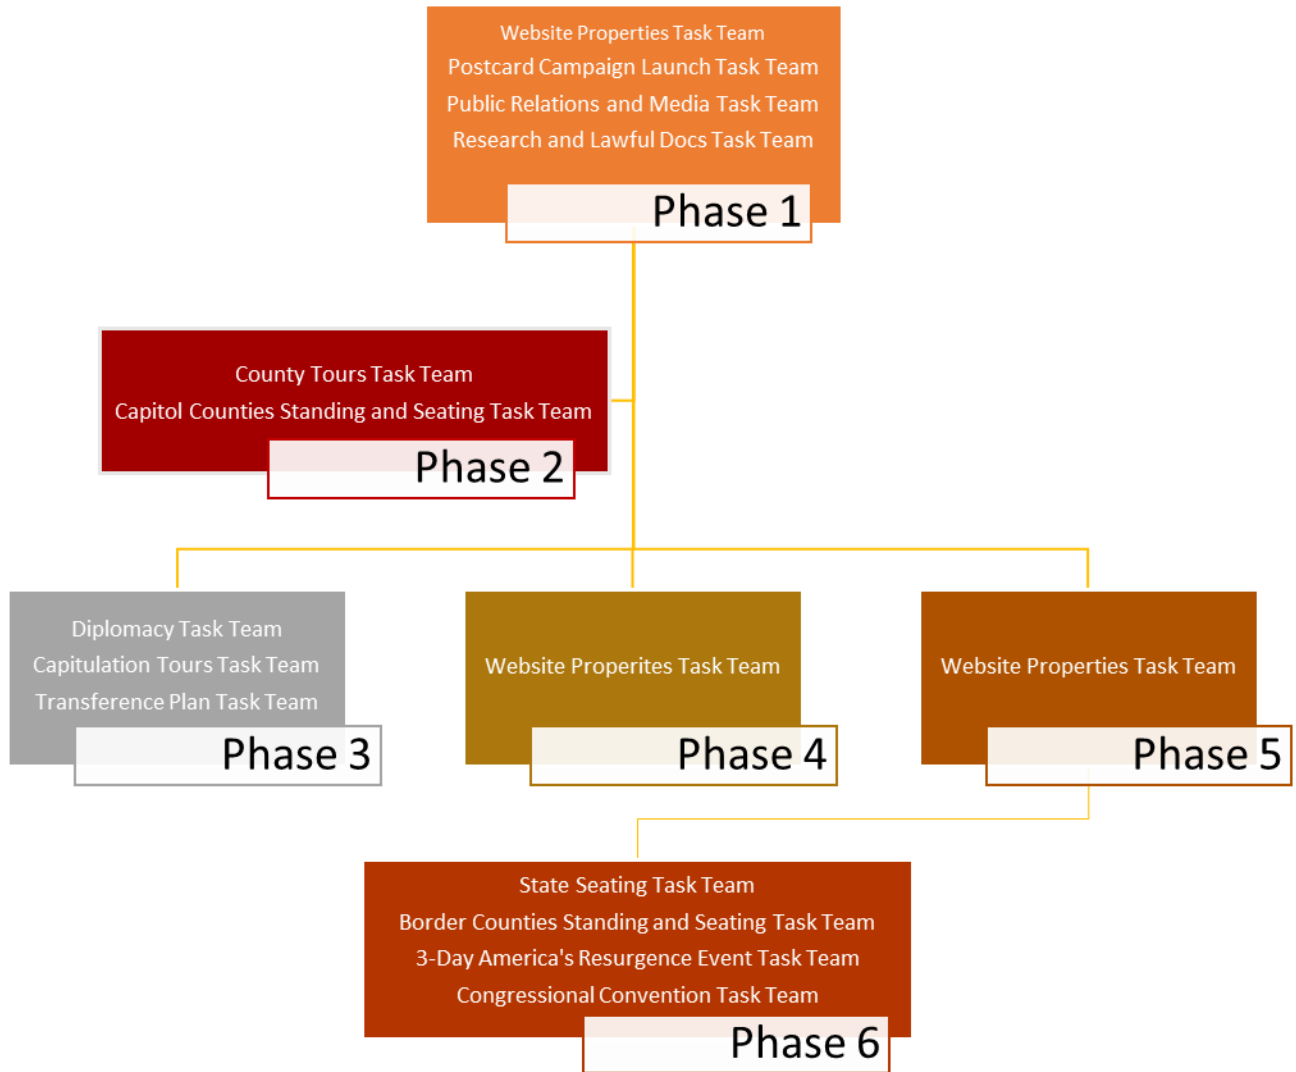 Website Properties Task Team
Postcard Campaign Launch Task Team
Public Relations and Media Task Team
Research and Lawful Docs Task Team
Phase 1
County Tours Task Team
Capitol Counties Standing and Seating Task Team
Phase 2
Diplomacy Task Team
Capitulation Tours Task Team
Transference Plan Task Team
Phase 3
Website Properites Task Team
Phase 4
Website Properties Task Team
Phase 5
State Seating Task Team
Border Counties Standing and Seating Task Team
3-Day America's Resurgence Event Task Team
Congressional Convention Task Team
Phase 6